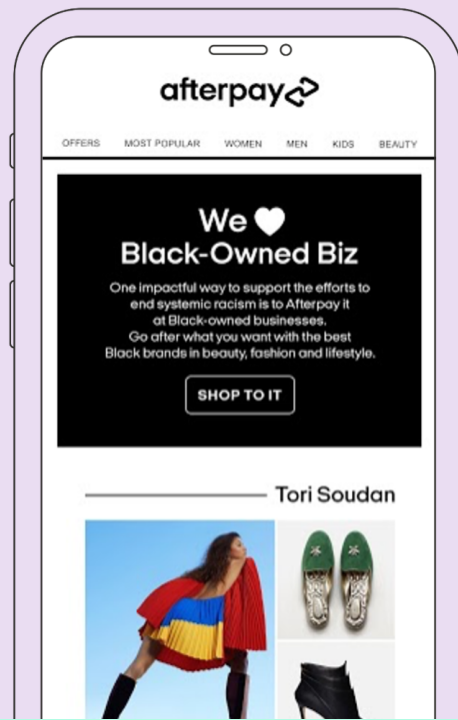 afterpay
OFFERS MOST POPULAR WOMEN MEN KIDS BEAUTY
We
Black-Owned Biz
One impactful way to support the efforts to
end systemic racism is to Afterpay it
at Black-owned businesses.
Go after what you want with the best
Black brands in beauty, fashion and lifestyle.
SHOP TO IT
Tori Soudan